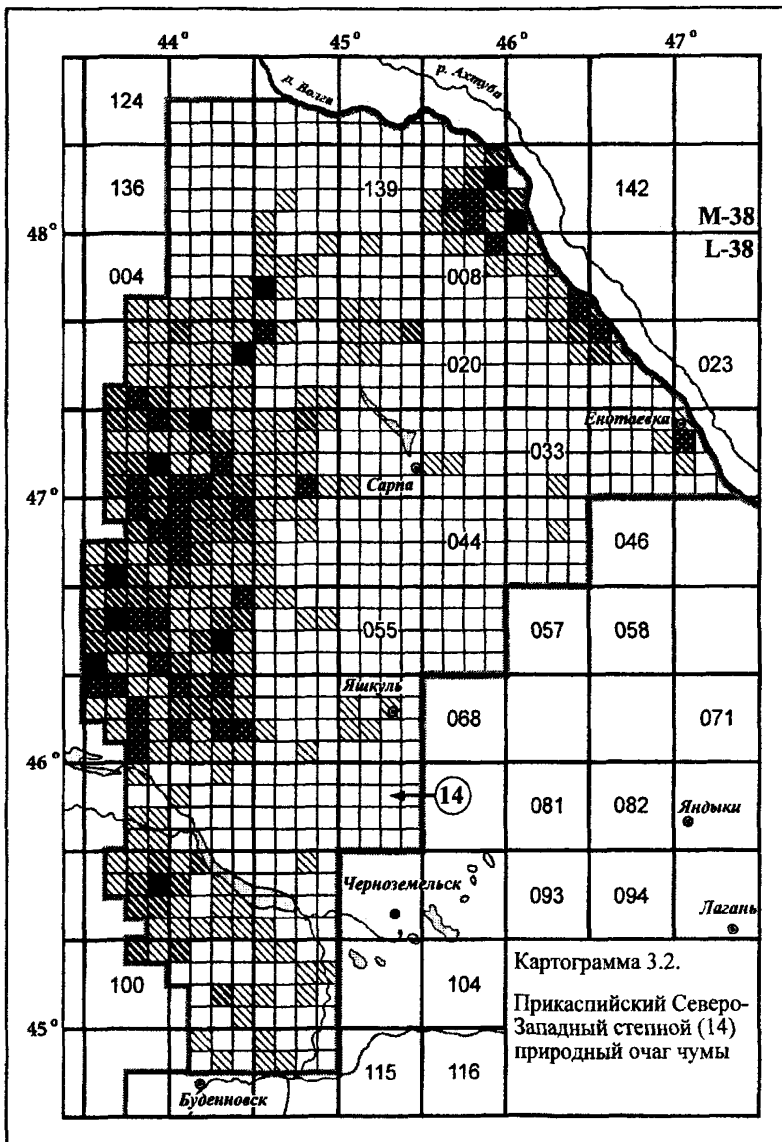 44° 45° 46° 47°
р. Ахтуба
р. Волга
124
136 139 142
М-38
48°
L-38
004 008
020 023
Енотаевка
033
Сарпа
47°
044 046
055 057 058
Яшкуль
068 071
46°
14
081 082
Яндыки
Черноземельск
093 094
Лагань
100 104
Картограмма 3.2.
Прикаспийский Северо-
Западный степной (14)
природный очаг чумы
45°
115 116
Буденновск